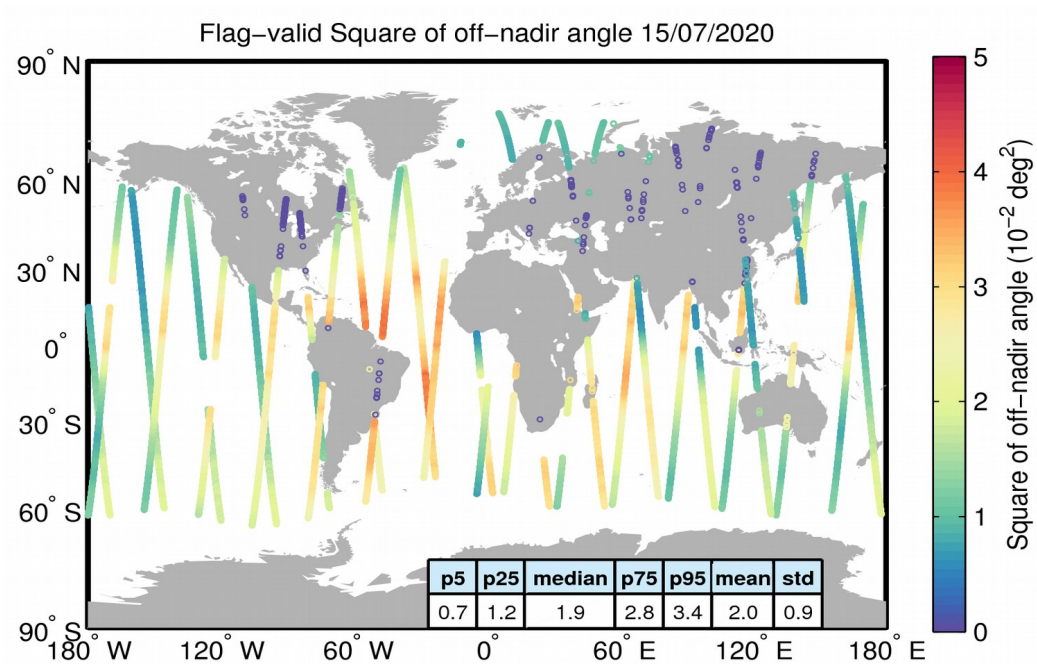 Flag−valid Square of off−nadir angle 15/07/2020
90° N
60° N
30° N
0°
30° S
60° S
90° S
180° W
120° W
60° W
0°
60° E
120° E
180° E
p5 p25 median p75 p95 mean std
0.7 1.2 1.9 2.8 3.4 2.0 0.9
5
4
3
2
1
0
Square of off−nadir angle (10⁻² deg²)